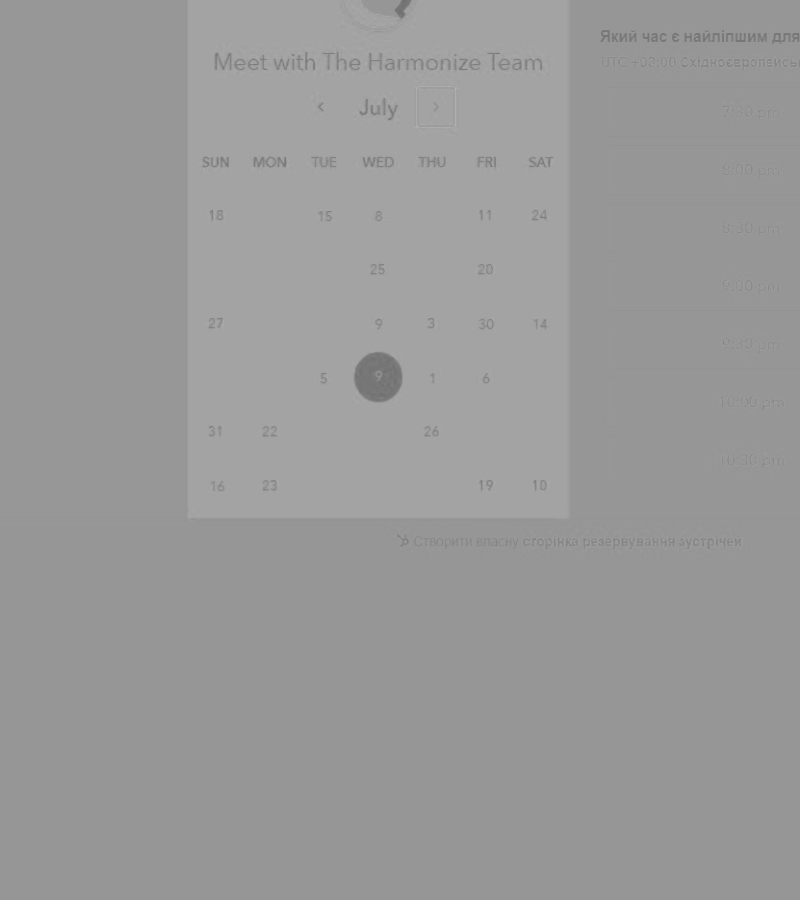 Meet with The Harmonize Team
July
SUN MON TUE WED THU FRI SAT
18 15 8 11 24
25 20
27 9 3 30 14
5 9 1 6
31 22 26
16 23 19 10
Який час є найліпшим для
UTC +02:00 Східноєвропейськ
7:30 pm
8:00 pm
8:30 pm
9:00 pm
9:30 pm
10:00 pm
10:30 pm
Створити власну сторінка резервування зустрічей